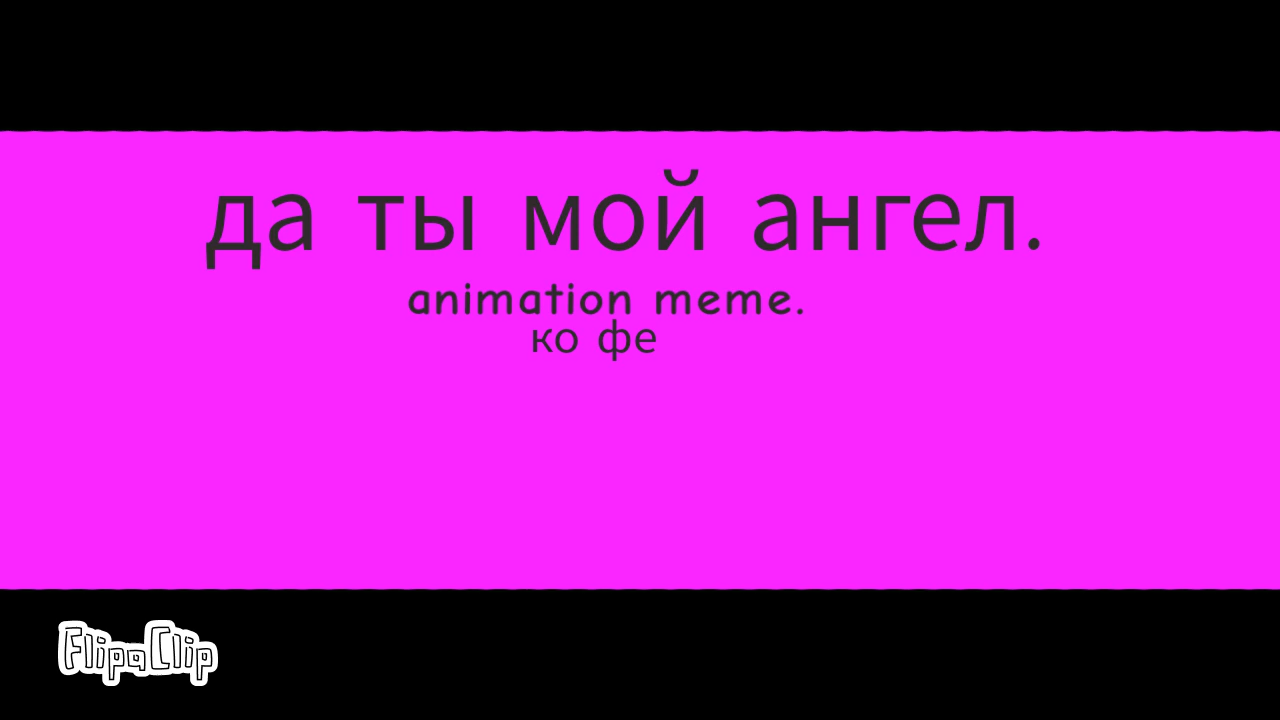 да ты мой ангел.
animation meme.
ко фе
FlipaClip